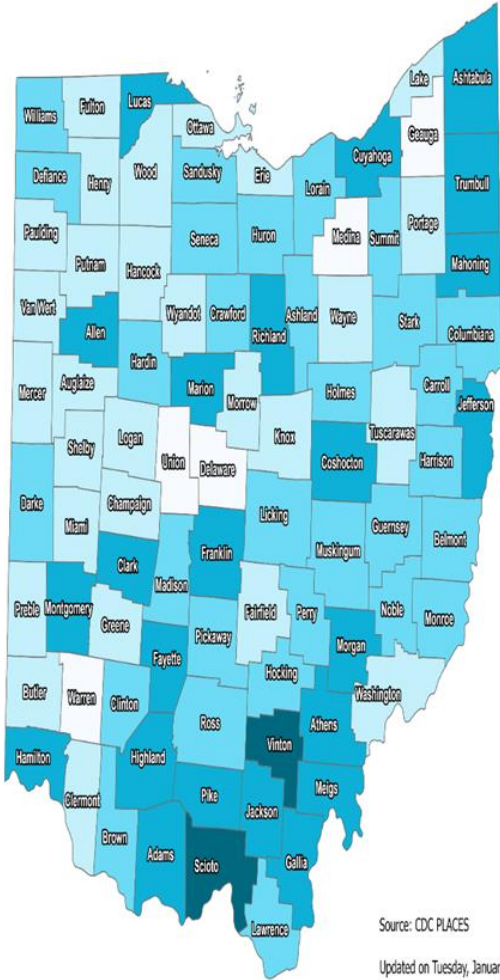 Lake
Ashtabula
Fulton
Lucas
Williams
Ottawa
Geauga
Cuyahoga
Wood
Sandusky
Erie
Lorain
Defiance
Henry
Trumbull
Paulding
Seneca
Huron
Medina
Summit
Portage
Putnam
Hancock
Mahoning
Van Wert
Wyandot
Crawford
Richland
Ashland
Wayne
Stark
Columbiana
Allen
Hardin
Mercer
Auglaize
Marion
Morrow
Holmes
Carroll
Jefferson
Logan
Knox
Tuscarawas
Shelby
Union
Delaware
Coshocton
Harrison
Darke
Champaign
Licking
Guernsey
Miami
Belmont
Clark
Franklin
Muskingum
Madison
Preble
Montgomery
Greene
Fairfield
Perry
Noble
Monroe
Pickaway
Morgan
Fayette
Hocking
Butler
Warren
Clinton
Washington
Ross
Athens
Hamilton
Highland
Vinton
Meigs
Clermont
Pike
Jackson
Brown
Adams
Scioto
Gallia
Lawrence
Source: CDC PLACES
Updated on Tuesday, Januar